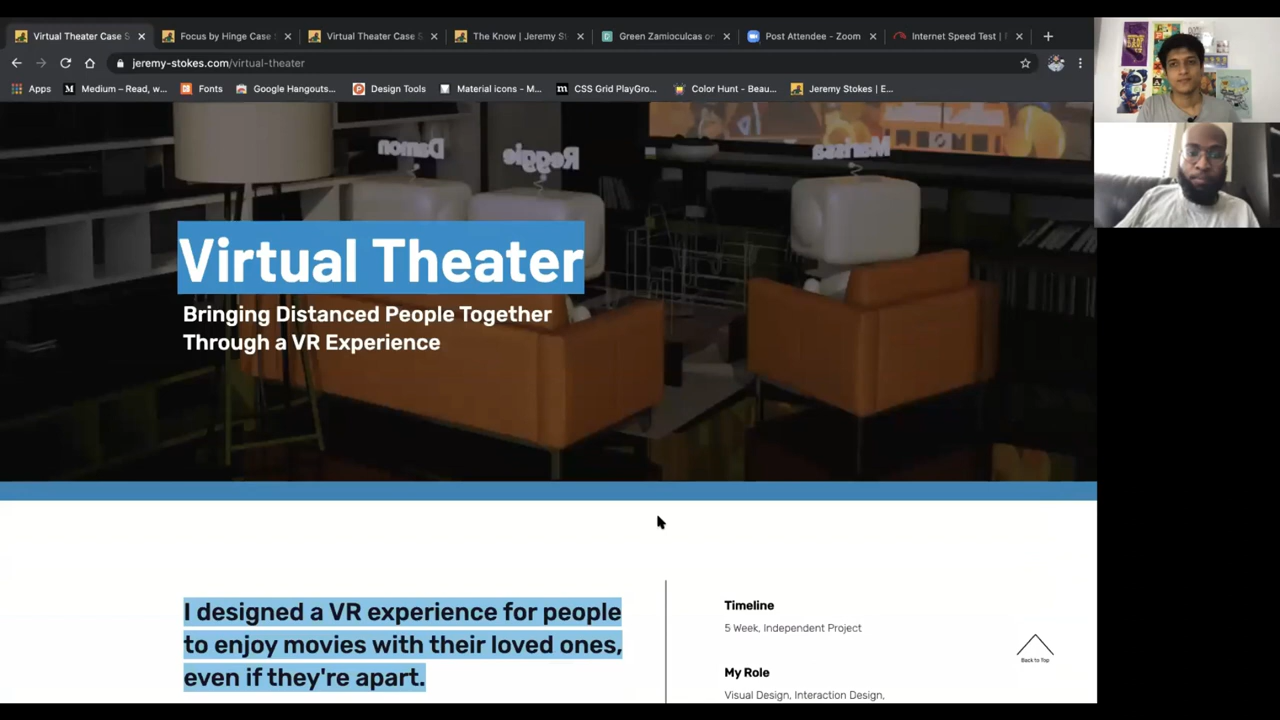 Virtual Theater Case S
Focus by Hinge Case
Virtual Theater Case S
The Know | Jeremy St
Green Zamioculcas or
Post Attendee - Zoom
Internet Speed Test |
jeremy-stokes.com/virtual-theater
Apps
Medium – Read, w...
Fonts
Google Hangouts...
Design Tools
Material icons - M...
CSS Grid PlayGro...
Color Hunt - Beau...
Jeremy Stokes | E...
Damon
Reggie
Marissa
Virtual Theater
Bringing Distanced People Together
Through a VR Experience
I designed a VR experience for people
to enjoy movies with their loved ones,
even if they're apart.
Timeline
5 Week, Independent Project
My Role
Visual Design, Interaction Design,
Back to Top